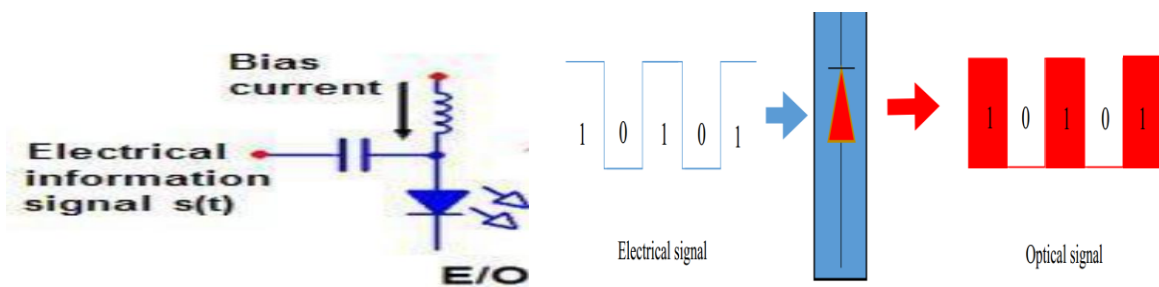 Bias
current
Electrical
information
signal s(t)
E/O
1 0 1 0 1
Electrical signal
1 0 1 0 1
Optical signal